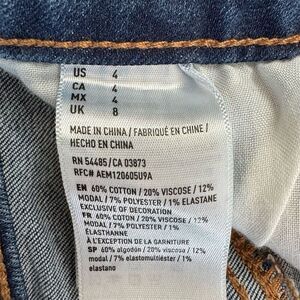 US 4
CA 4
MX 4
UK 8
MADE IN CHINA / FABRIQUÉ EN CHINE /
HECHO EN CHINA
RN 54485/CA 03873
RFC# AEM120605U9A
EN 60% COTTON / 20% VISCOSE / 12%
MODAL / 7% POLYESTER / 1% ELASTANE
EXCLUSIVE OF DECORATION
FR 60% COTON / 20% VISCOSE / 12%
MODAL / 7% POLYESTER / 1%
ÉLASTHANNE
À L'EXCEPTION DE LA GARNITURE
SP 60% algodón / 20% viscosa / 12%
modal / 7% elastomultiéster / 1%
elastano